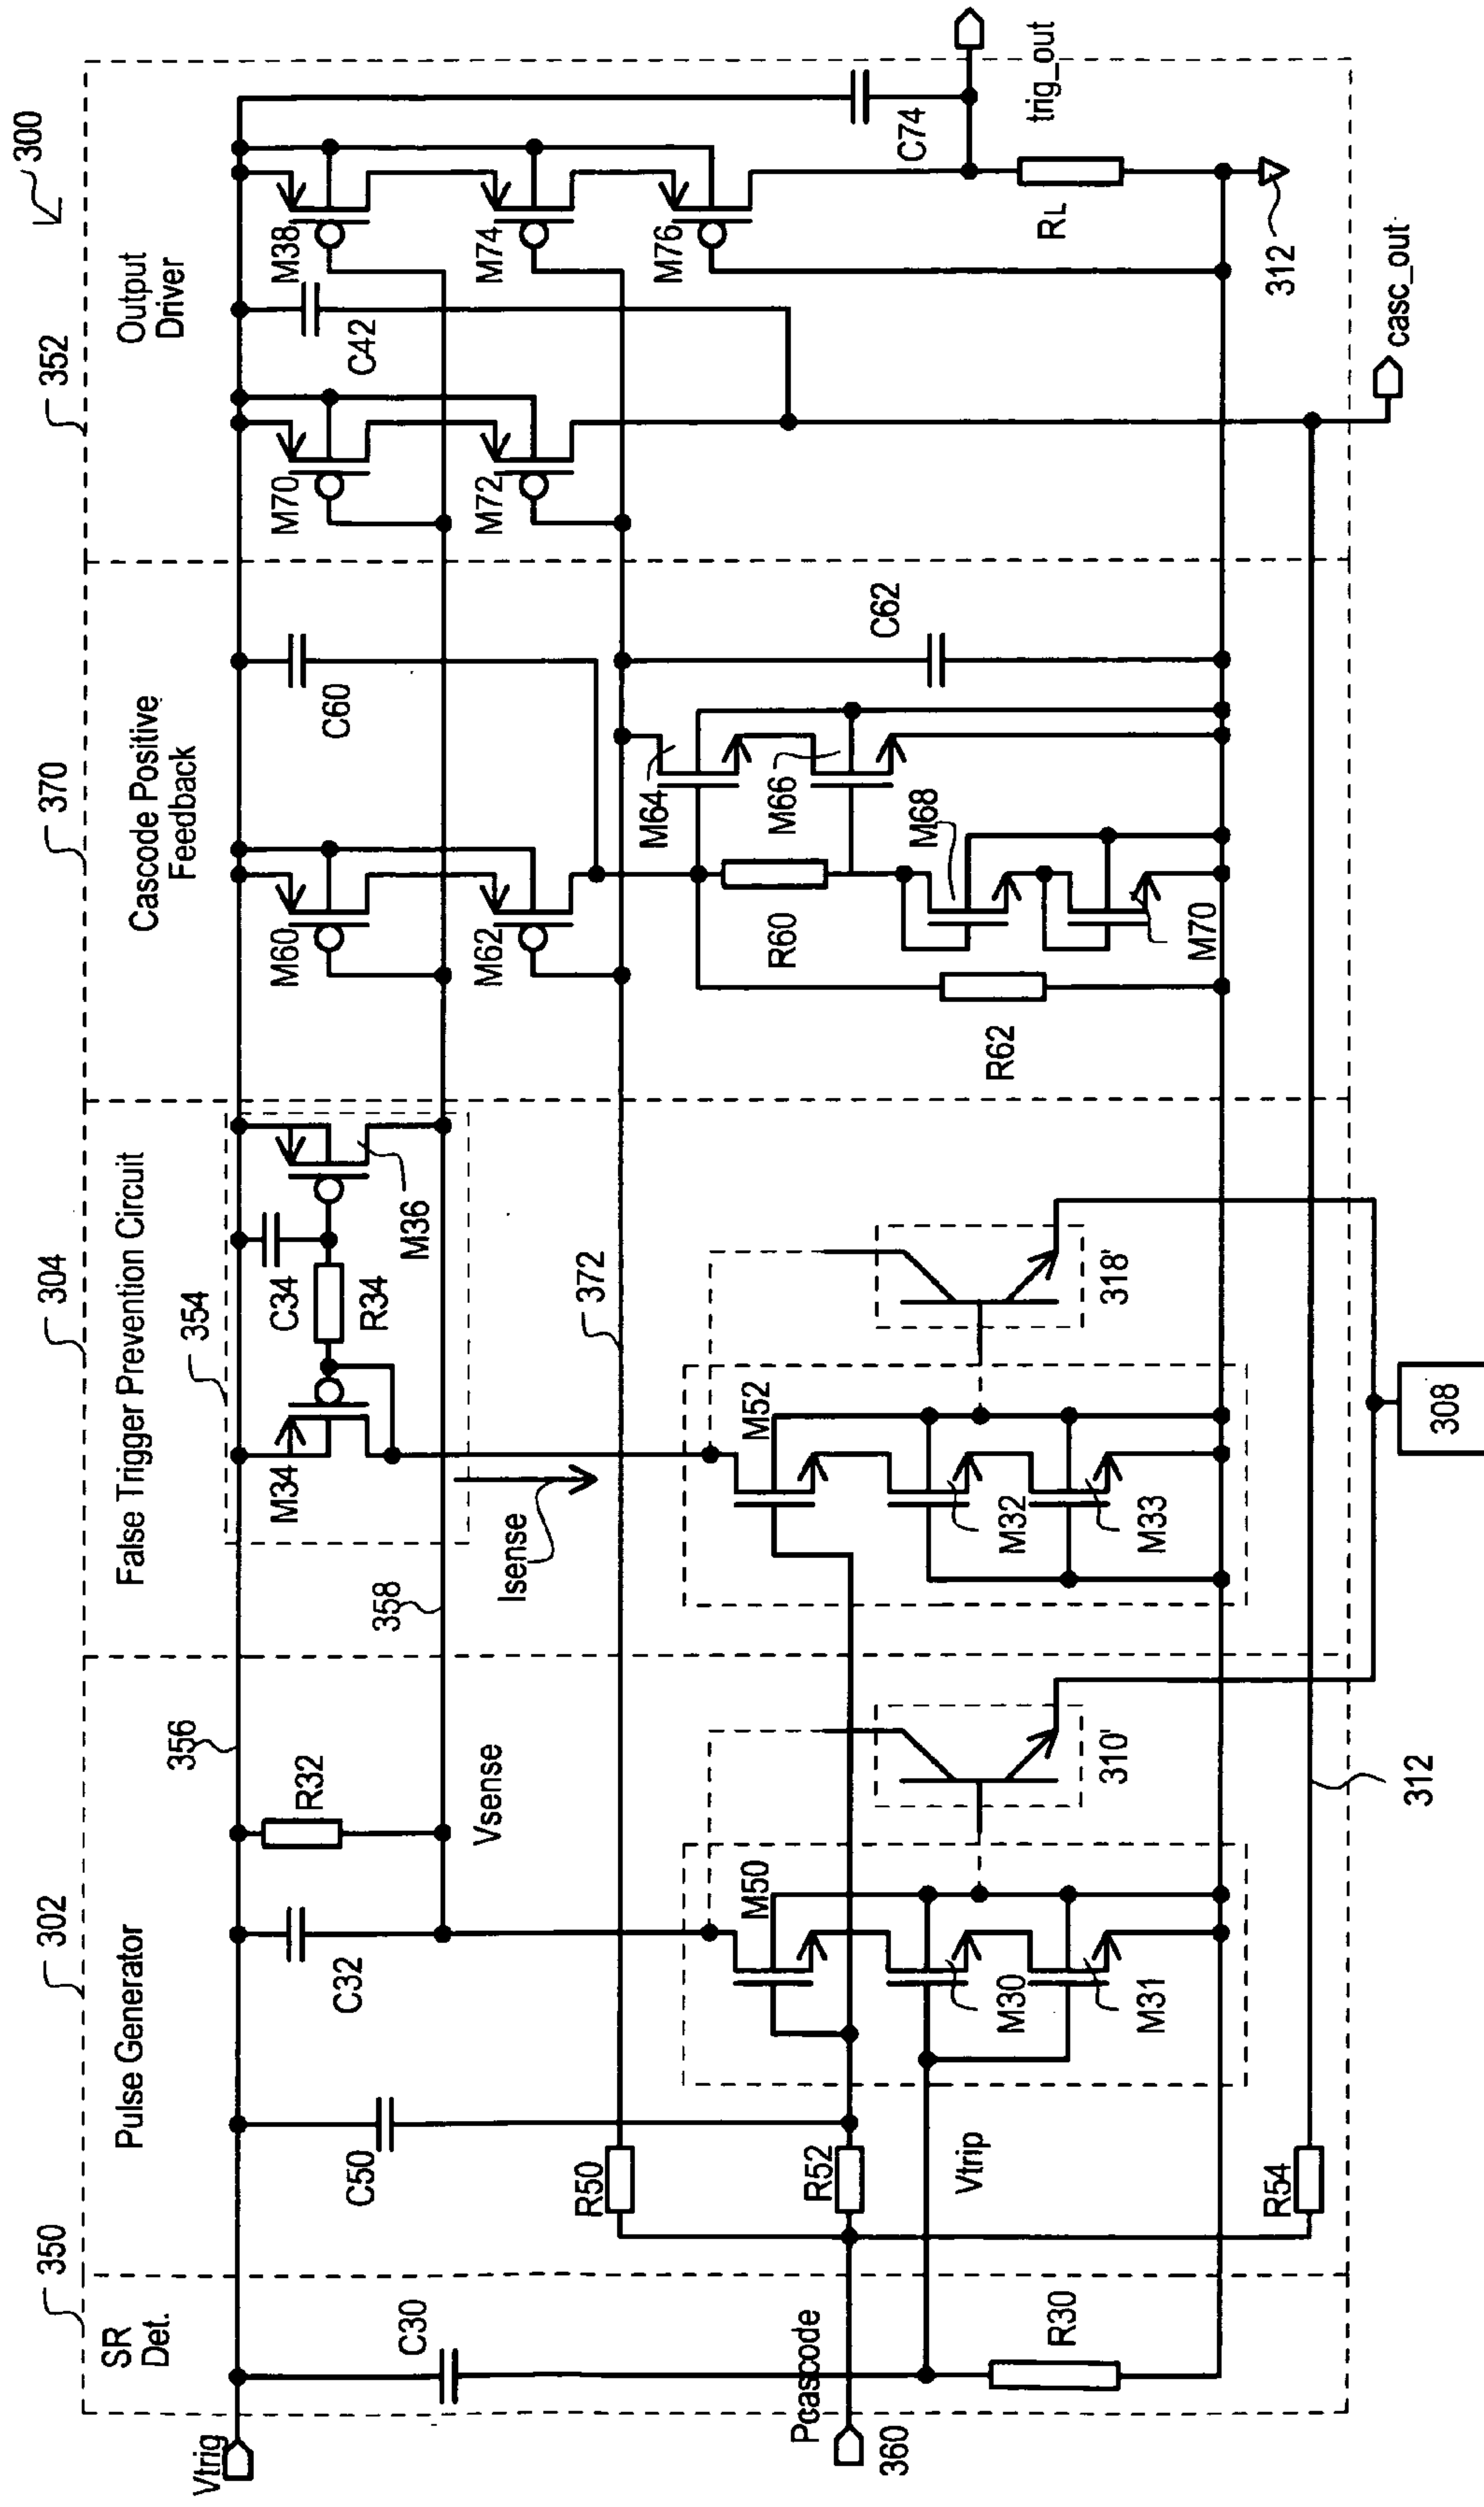 300
352
Output
Driver
370
Cascode Positive
Feedback
304
False Trigger Prevention Circuit
302
Pulse Generator
350
SR
Det.
Vtrig
C30
Pcascode
360
R30
C50
R50
R52
Vtrip
R54
C32
R32
356
Vsense
M50
M30
M31
310'
312
358
354
M34
C34
R34
M36
Isense
372
M52
M32
M33
318'
308
M60
M62
C60
M64
M66
M68
M70
R60
R62
C62
M70
M72
C42
M38
M74
M76
C74
RL
trig_out
312
casc_out